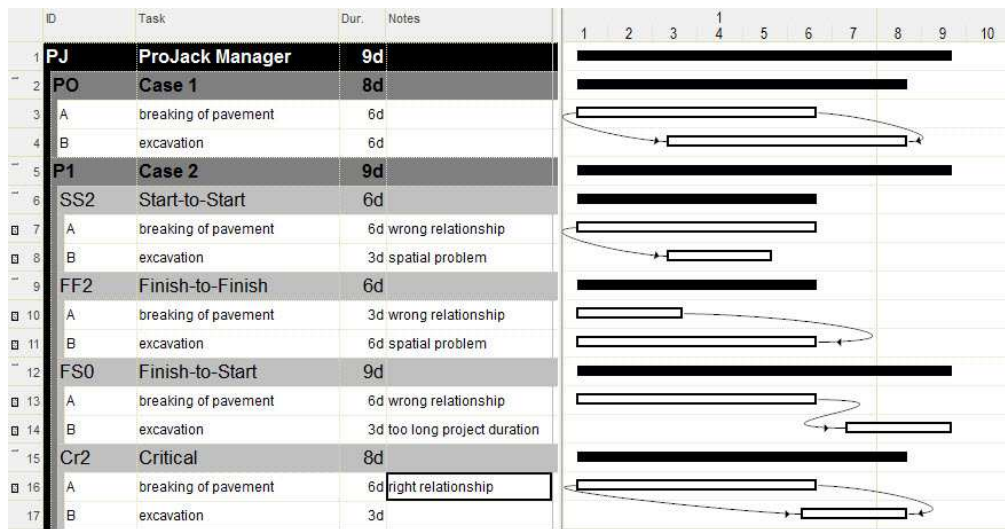 ID Task Dur. Notes 1
1 2 3 4 5 6 7 8 9 10
1 PJ ProJack Manager 9d
2 PO Case 1 8d
3 A breaking of pavement 6d
4 B excavation 6d
5 P1 Case 2 9d
6 SS2 Start-to-Start 6d
7 A breaking of pavement 6d wrong relationship
8 B excavation 3d spatial problem
9 FF2 Finish-to-Finish 6d
10 A breaking of pavement 3d wrong relationship
11 B excavation 6d spatial problem
12 FS0 Finish-to-Start 9d
13 A breaking of pavement 6d wrong relationship
14 B excavation 3d too long project duration
15 Cr2 Critical 8d
16 A breaking of pavement 6d right relationship
17 B excavation 3d